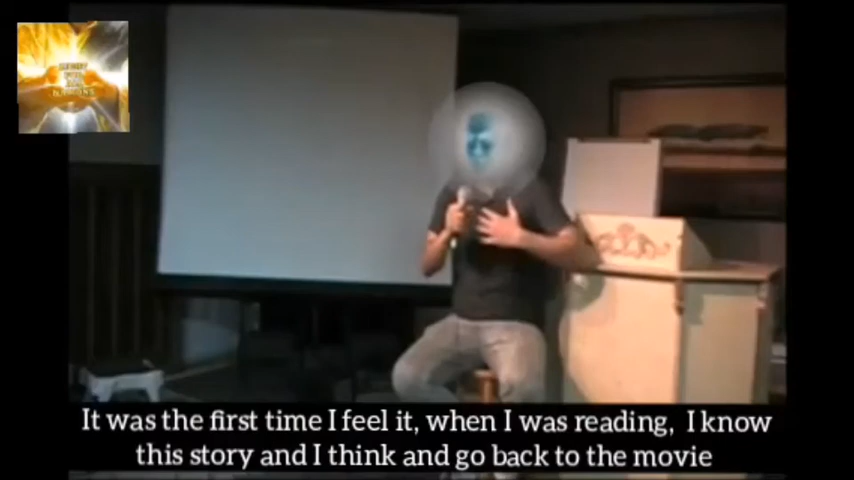 It was the first time I feel it, when I was reading, I know
this story and I think and go back to the movie